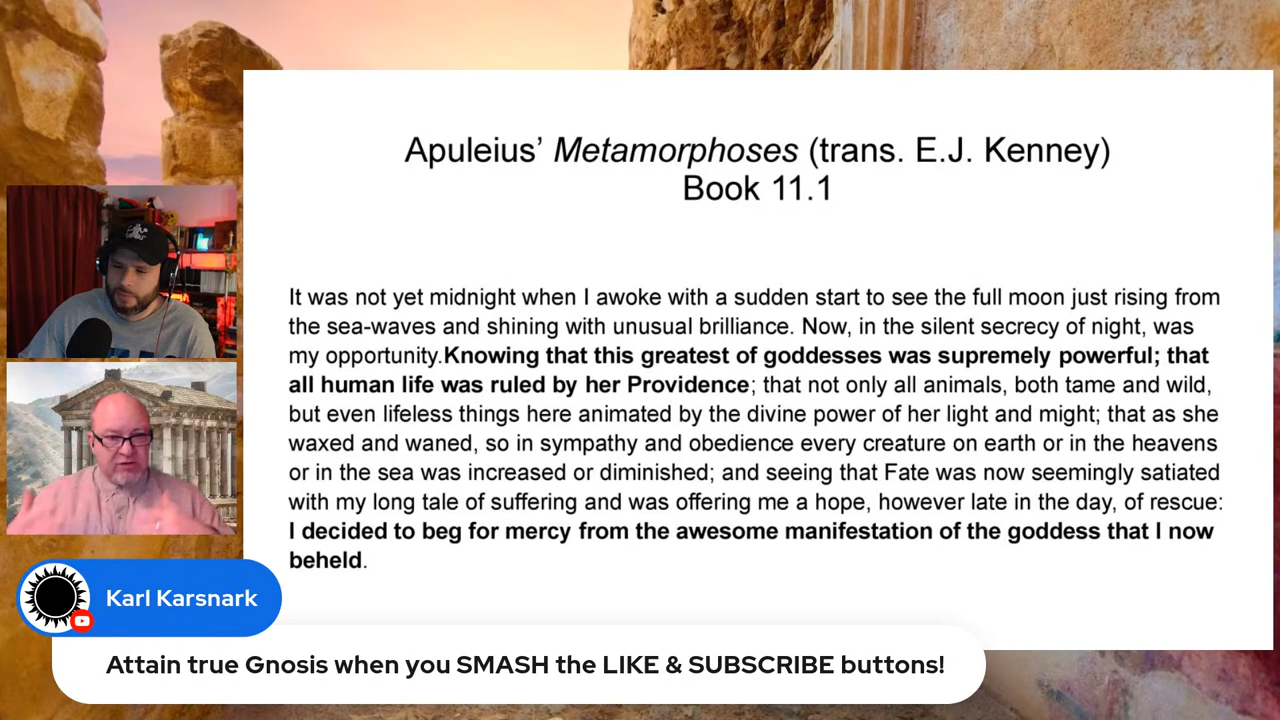 Apuleius’ Metamorphoses (trans. E.J. Kenney)
Book 11.1
It was not yet midnight when I awoke with a sudden start to see the full moon just rising from
the sea-waves and shining with unusual brilliance. Now, in the silent secrecy of night, was
my opportunity.Knowing that this greatest of goddesses was supremely powerful; that
all human life was ruled by her Providence; that not only all animals, both tame and wild,
but even lifeless things here animated by the divine power of her light and might; that as she
waxed and waned, so in sympathy and obedience every creature on earth or in the heavens
or in the sea was increased or diminished; and seeing that Fate was now seemingly satiated
with my long tale of suffering and was offering me a hope, however late in the day, of rescue:
I decided to beg for mercy from the awesome manifestation of the goddess that I now
beheld.
Karl Karsnark
Attain true Gnosis when you SMASH the LIKE & SUBSCRIBE buttons!